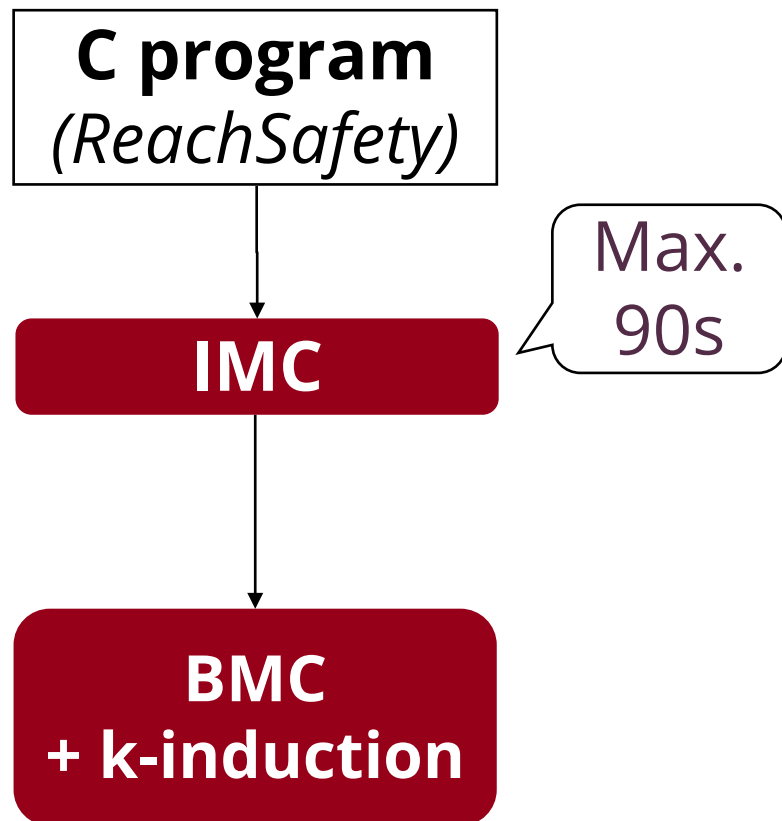 C program
(ReachSafety)
Max.
90s
IMC
BMC
+ k-induction